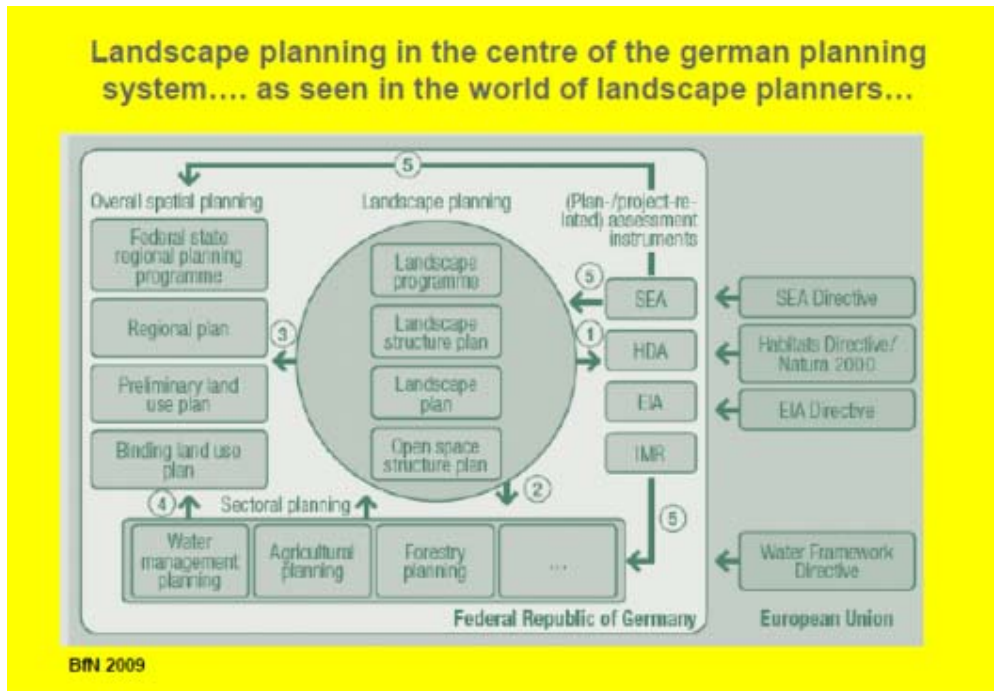 Landscape planning in the centre of the german planning
system.... as seen in the world of landscape planners...
5
Overall spatial planning
Landscape planning
(Plan-/project-re-
lated) assessment
instruments
Federal state
regional planning
programme
Regional plan
Preliminary land
use plan
Binding land use
plan
3
Landscape
programme
Landscape
structure plan
Landscape
plan
Open space
structure plan
5
1
SEA
HDA
EIA
IMR
SEA Directive
Habitats Directive/
Natura 2000
EIA Directive
4
Sectoral planning
2
5
Water
management
planning
Agricultural
planning
Forestry
planning
...
Water Framework
Directive
Federal Republic of Germany
European Union
BfN 2009